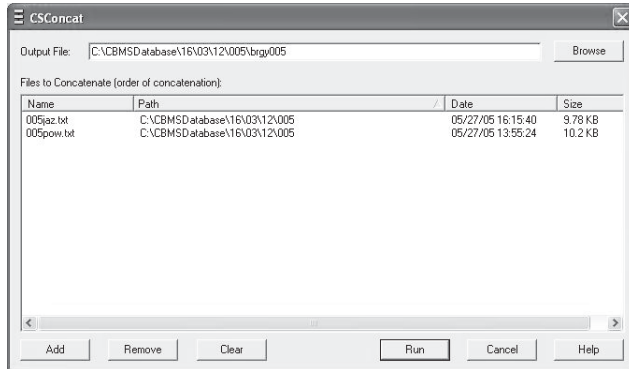 CSConcat
Output File: C:\CBMSDatabase\16\03\12\005\brgy005 Browse
Files to Concatenate (order of concatenation):
Name Path Date Size
005jaz.txt C:\CBMSDatabase\16\03\12\005 05/27/05 16:15:40 9.78 KB
005pow.txt C:\CBMSDatabase\16\03\12\005 05/27/05 13:55:24 10.2 KB
Add Remove Clear Run Cancel Help